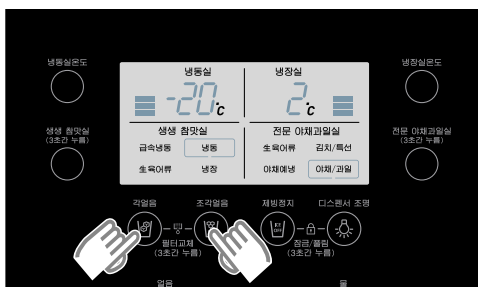 냉동실온도
냉장실온도
냉동실
냉장실
-20°c
2°c
생생 참맛실
(3초간 누름)
생생 참맛실
전문 야채과일실
전문 야채과일실
(3초간 누름)
급속냉동
냉동
生육어류
김치/특선
生육어류
냉장
야채예냉
야채/과일
각얼음
조각얼음
제빙정지
디스펜서 조명
ICE
OFF
필터교체
(3초간 누름)
잠금/풀림
(3초간 누름)
얼음
물